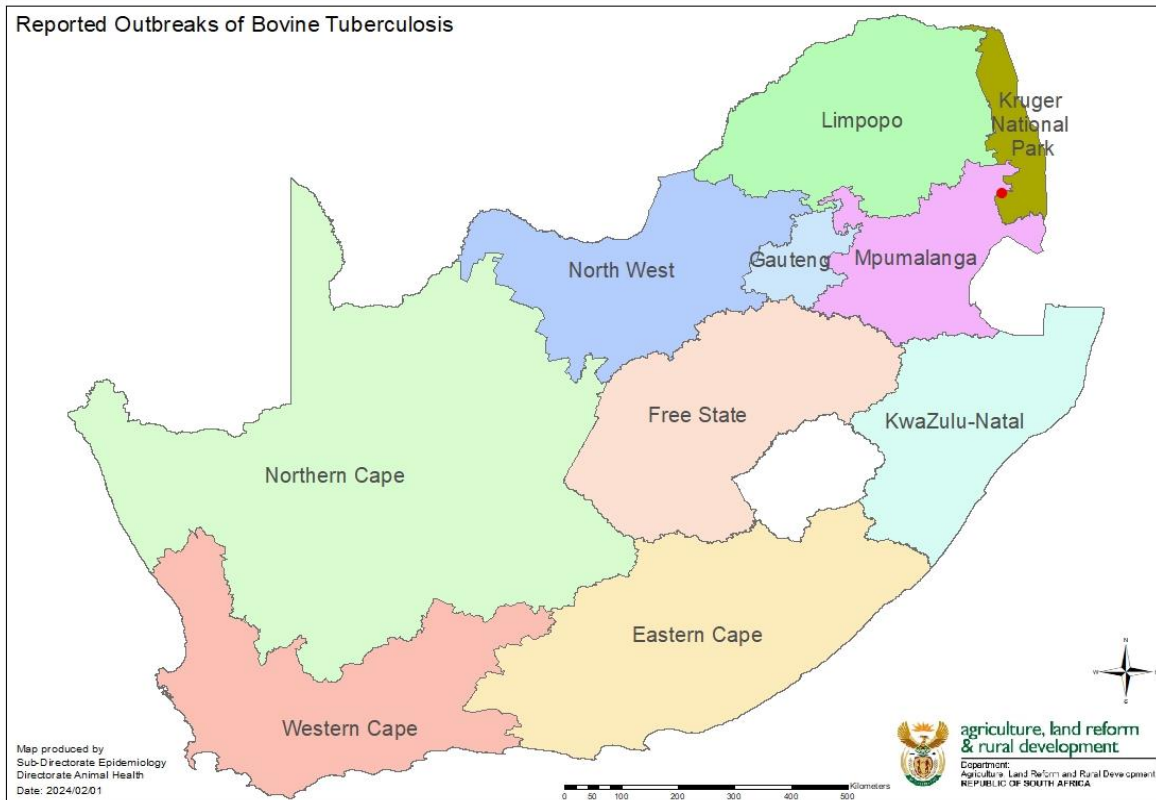 Reported Outbreaks of Bovine Tuberculosis
Limpopo
Kruger
National
Park
North West
Gauteng
Mpumalanga
Free State
KwaZulu-Natal
Northern Cape
Eastern Cape
Western Cape
N
W
S
Map produced by
Sub-Directorate Epidemiology
Directorate Animal Health
Date: 2024/02/01
Kilometers
0 50 100 200 300 400 500
agriculture, land reform
& rural development
Department:
Agriculture, Land Reform and Rural Development
REPUBLIC OF SOUTH AFRICA